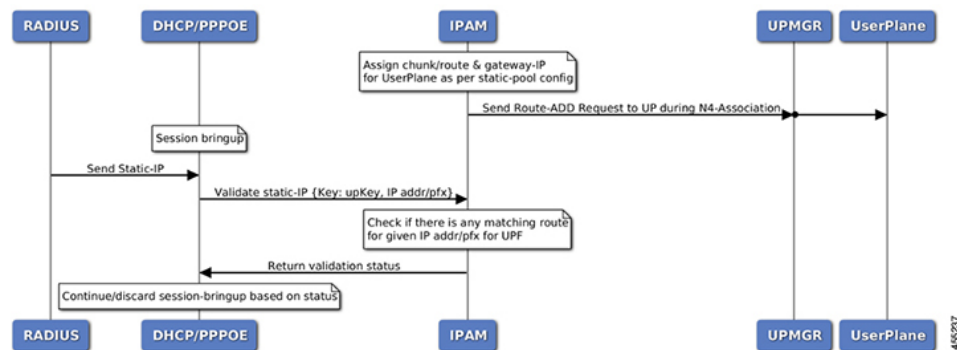 RADIUS
DHCP/PPPOE
IPAM
UPMGR
UserPlane
Assign chunk/route & gateway-IP
for UserPlane as per static-pool config
Send Route-ADD Request to UP during N4-Association
Session bringup
Send Static-IP
Validate static-IP {Key: upKey, IP addr/pfx}
Check if there is any matching route
for given IP addr/pfx for UPF
Return validation status
Continue/discard session-bringup based on status
RADIUS
DHCP/PPPOE
IPAM
UPMGR
UserPlane
455237